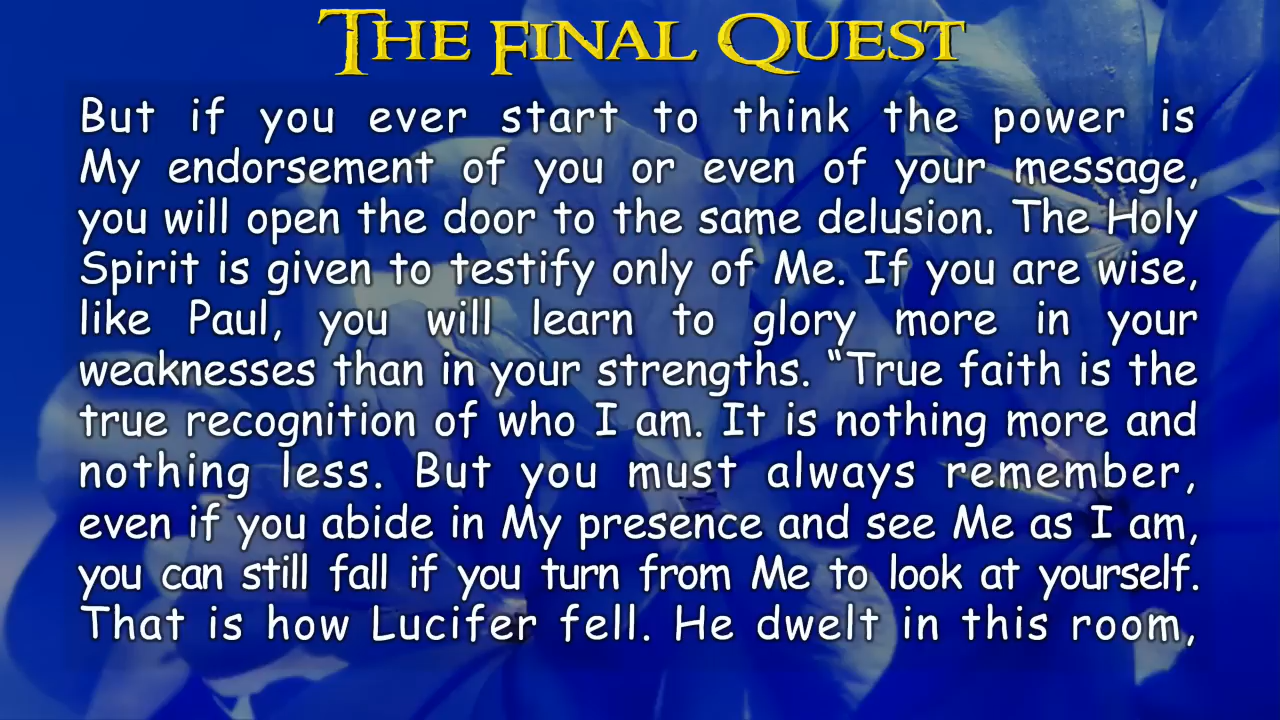 The Final Quest
But if you ever start to think the power is
My endorsement of you or even of your message,
you will open the door to the same delusion. The Holy
Spirit is given to testify only of Me. If you are wise,
like Paul, you will learn to glory more in your
weaknesses than in your strengths. “True faith is the
true recognition of who I am. It is nothing more and
nothing less. But you must always remember,
even if you abide in My presence and see Me as I am,
you can still fall if you turn from Me to look at yourself.
That is how Lucifer fell. He dwelt in this room,